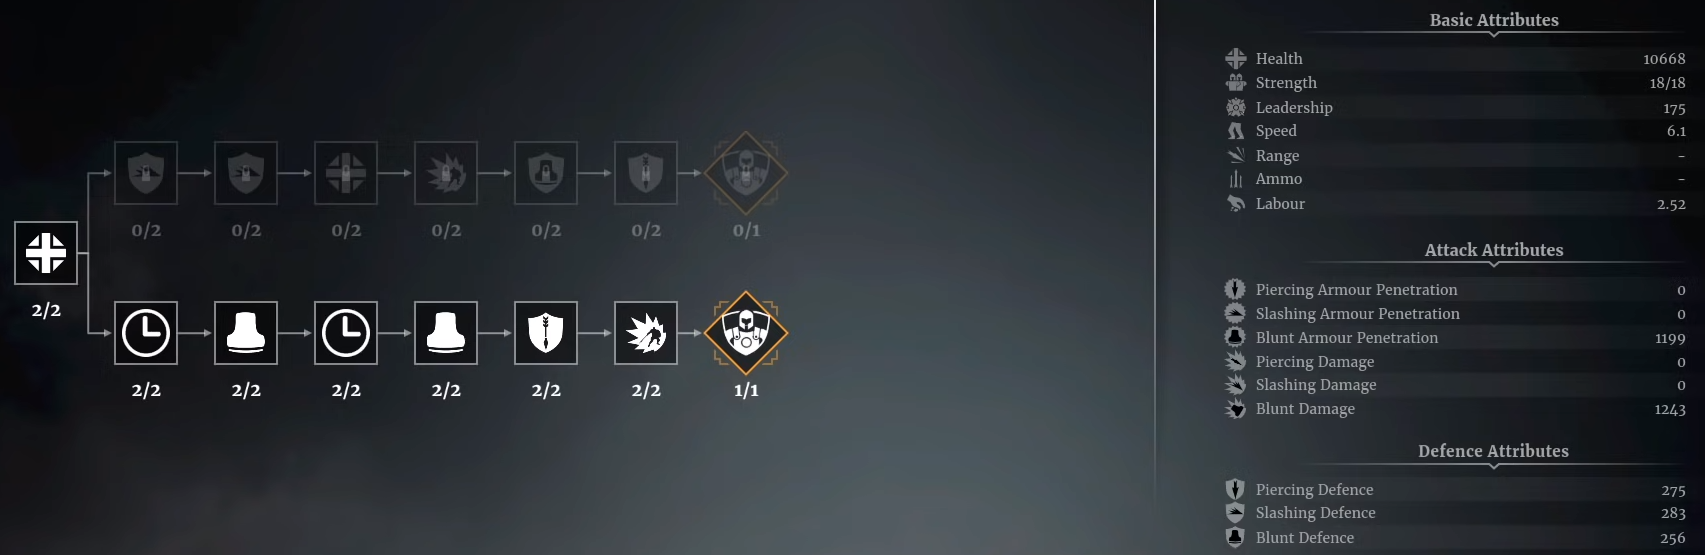 0/2 0/2 0/2 0/2 0/2 0/2 0/1
2/2
2/2 2/2 2/2 2/2 2/2 2/2 1/1
Basic Attributes
Health 10668
Strength 18/18
Leadership 175
Speed 6.1
Range -
Ammo -
Labour 2.52
Attack Attributes
Piercing Armour Penetration 0
Slashing Armour Penetration 0
Blunt Armour Penetration 1199
Piercing Damage 0
Slashing Damage 0
Blunt Damage 1243
Defence Attributes
Piercing Defence 275
Slashing Defence 283
Blunt Defence 256